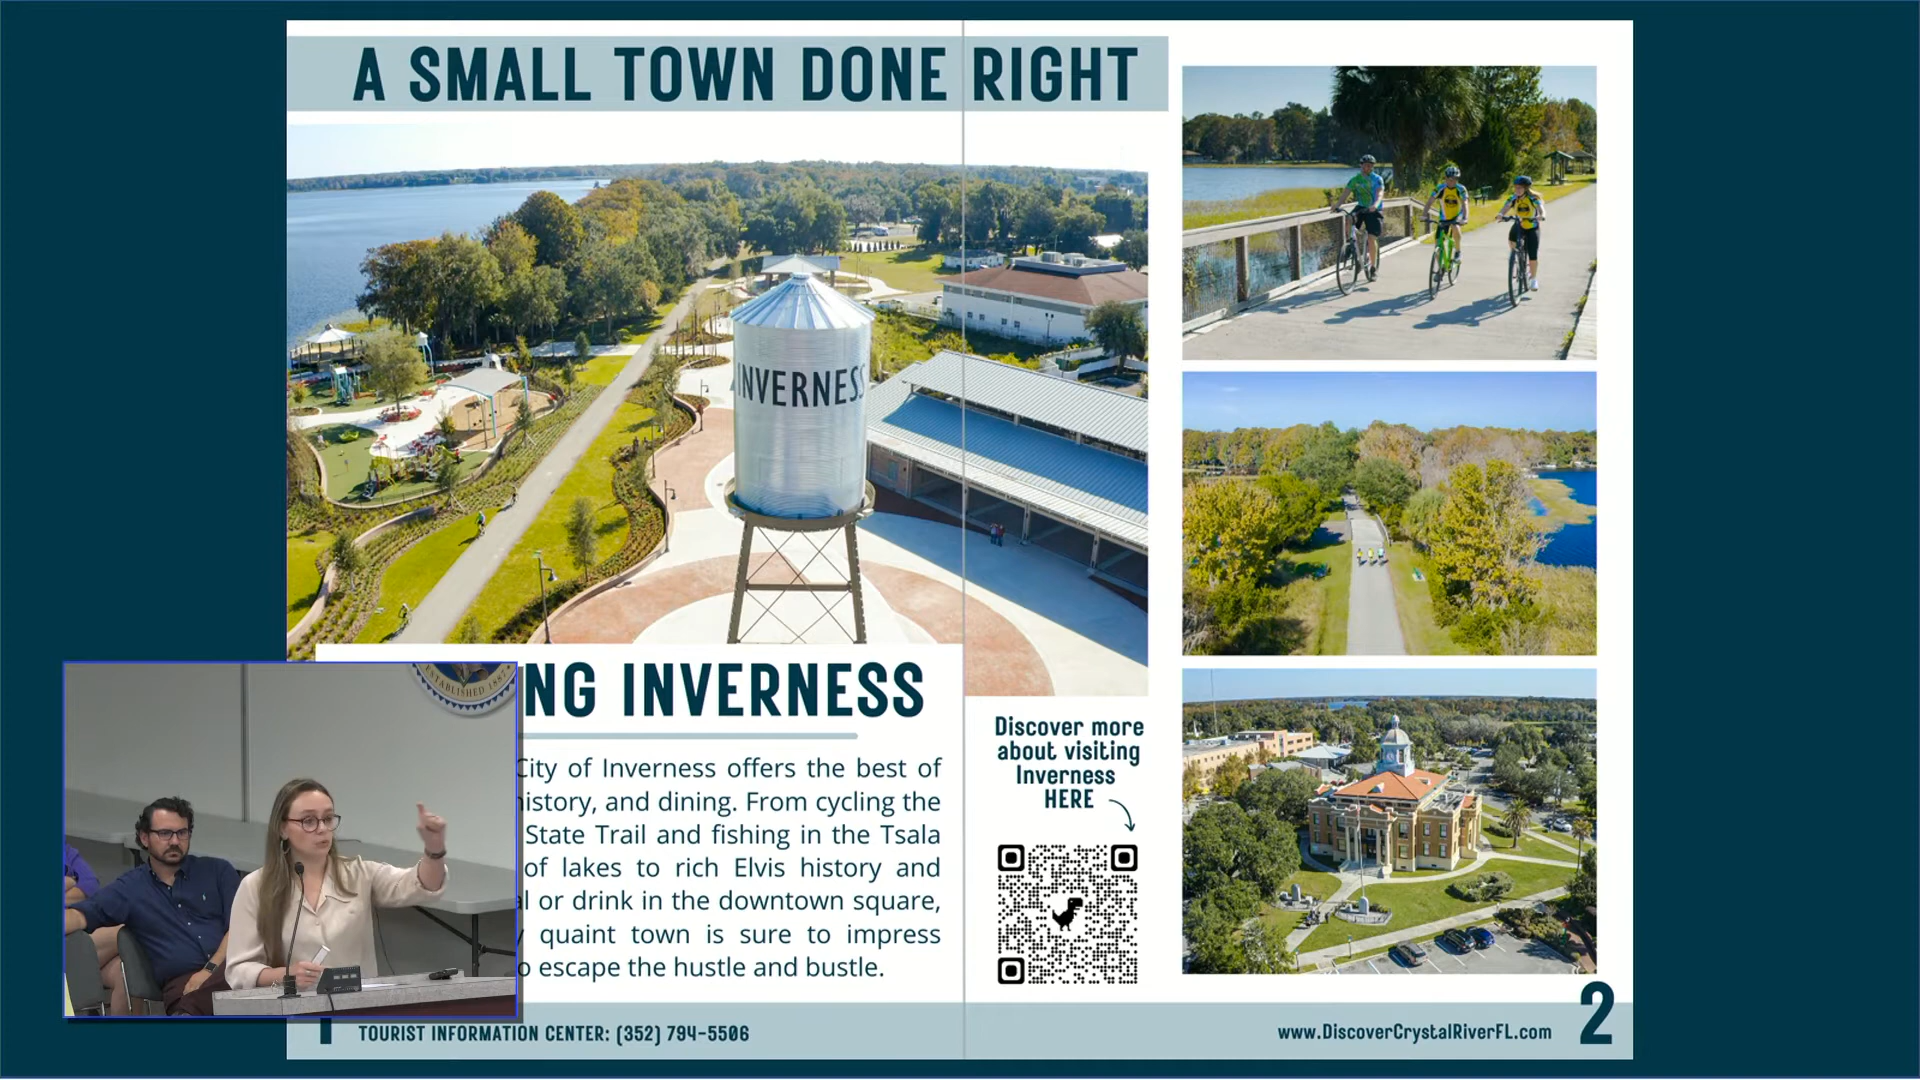 A SMALL TOWN DONE RIGHT
INVERNESS
NG INVERNESS
City of Inverness offers the best of
history, and dining. From cycling the
State Trail and fishing in the Tsala
of lakes to rich Elvis history and
or drink in the downtown square,
quaint town is sure to impress
o escape the hustle and bustle.
Discover more
about visiting
Inverness
HERE
ESTABLISHED 1887
1 TOURIST INFORMATION CENTER: (352) 794-5506
www.DiscoverCrystalRiverFL.com 2